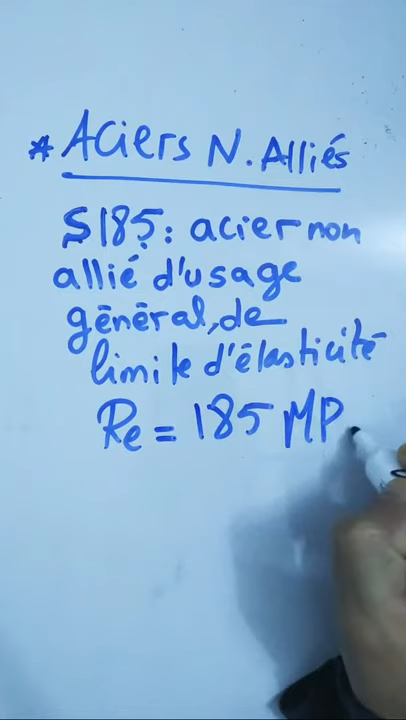 * Aciers N. Alliés
S185: acier non
allié d'usage
général, de
limite d'élasticité
Re = 185 MP